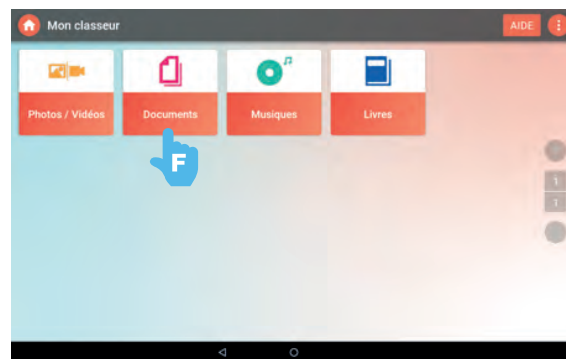 Mon classeur
AIDE
Photos / Vidéos
Documents
Musiques
Livres
F
1
1